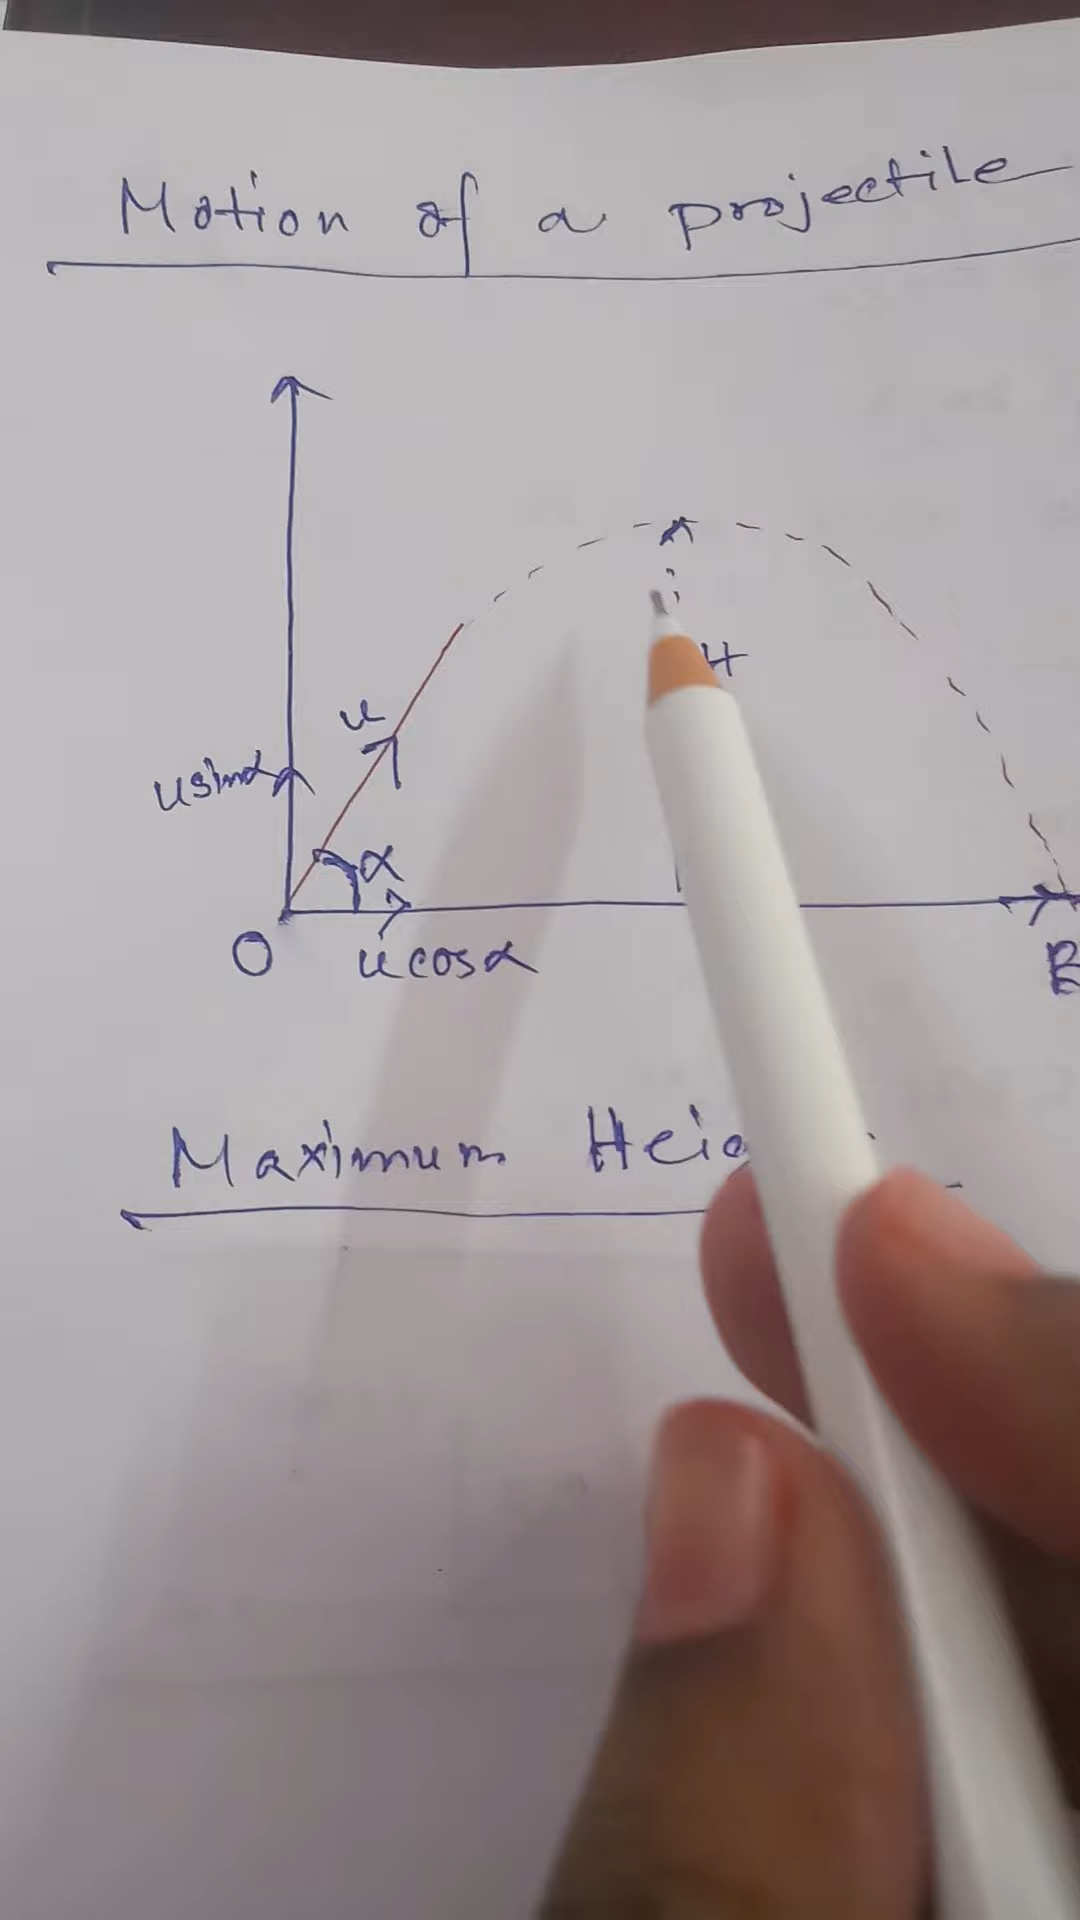 Motion of a projectile
H
u
usinα
α
O
ucosα
B
Maximum